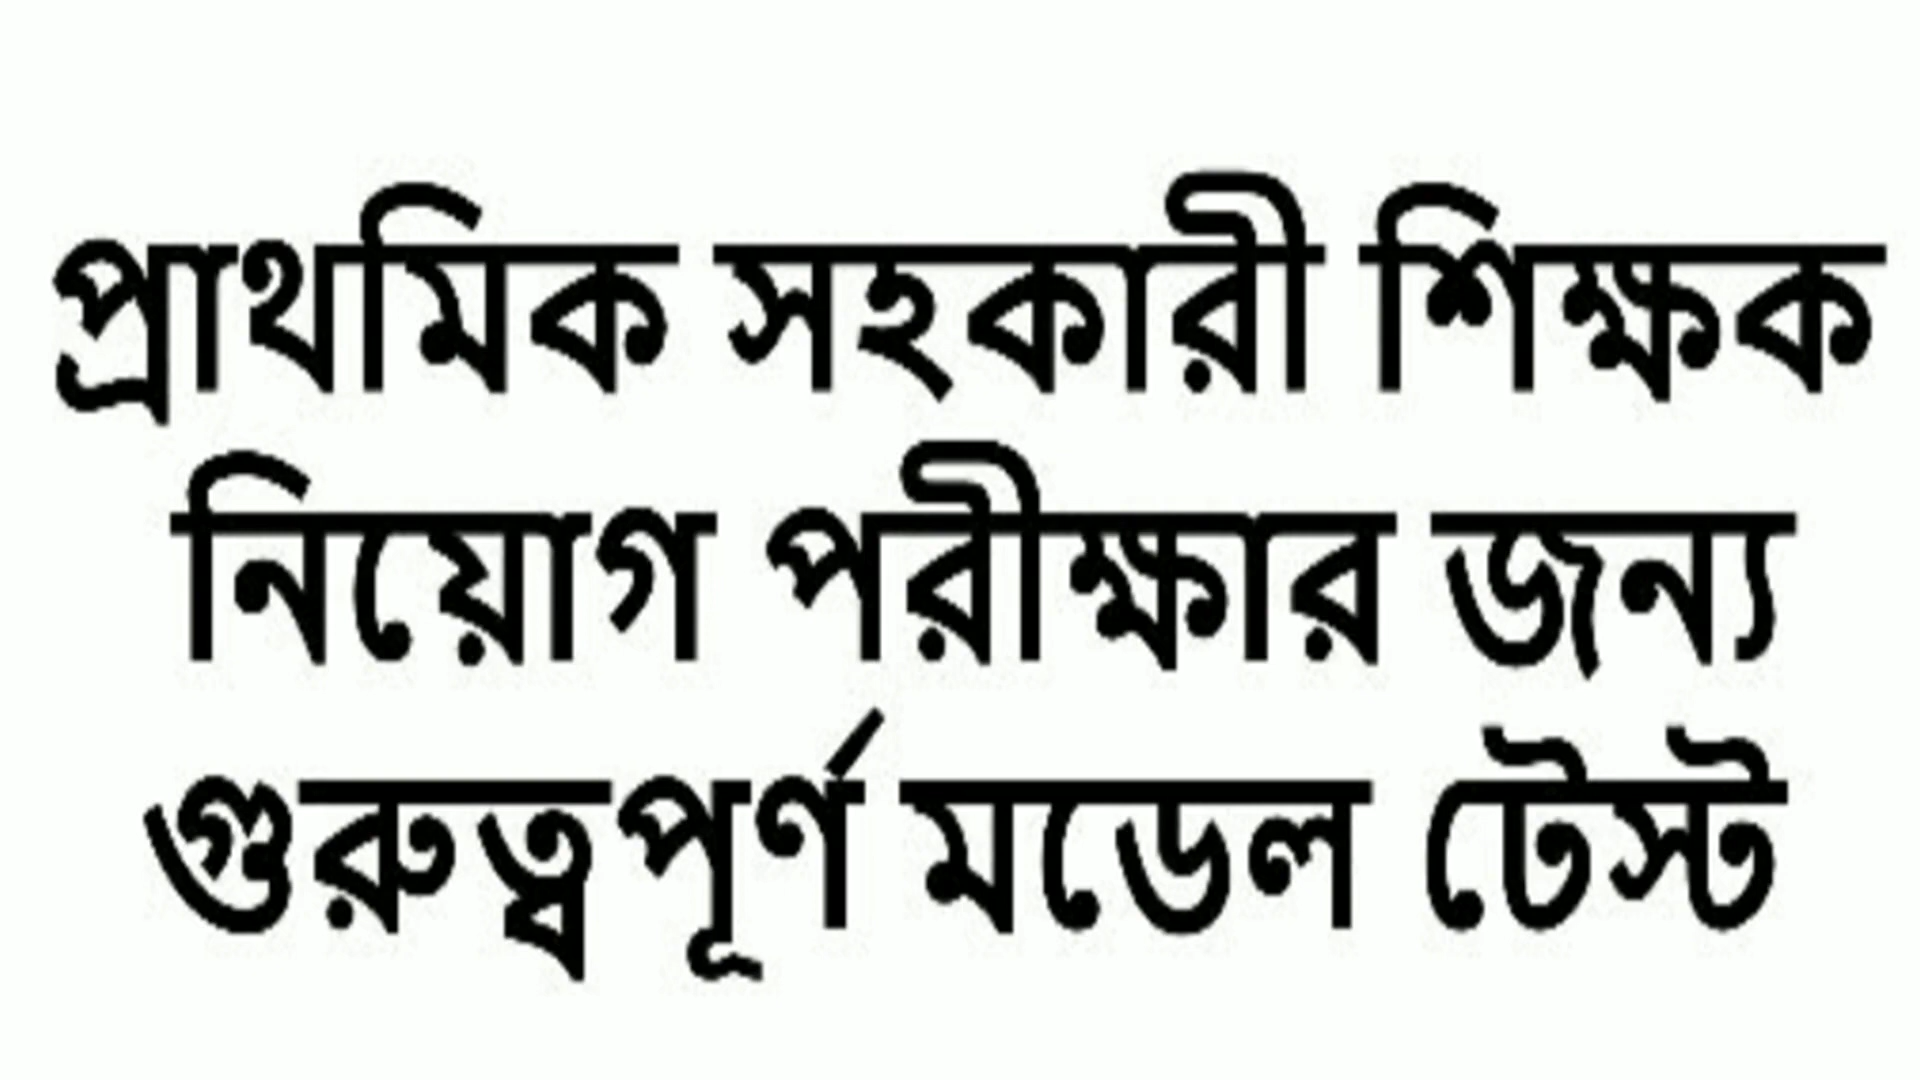 প্রাথমিক সহকারী শিক্ষক
নিয়োগ পরীক্ষার জন্য
গুরুত্বপূর্ণ মডেল টেস্ট